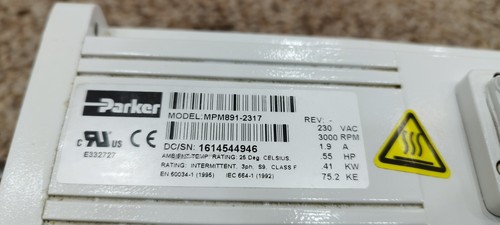 Parker
MODEL: MPM891-2317
REV: -
230 VAC
3000 RPM
c RU us CE
DC/SN: 1614544946
1.9 A
E332727
AMBIENT TEMP RATING: 25 Deg. CELSIUS,
.55 HP
RATING: INTERMITTENT, 3ph, S9, CLASS F
.41 KW
EN 60034-1 (1995) IEC 664-1 (1992)
75.2 KE